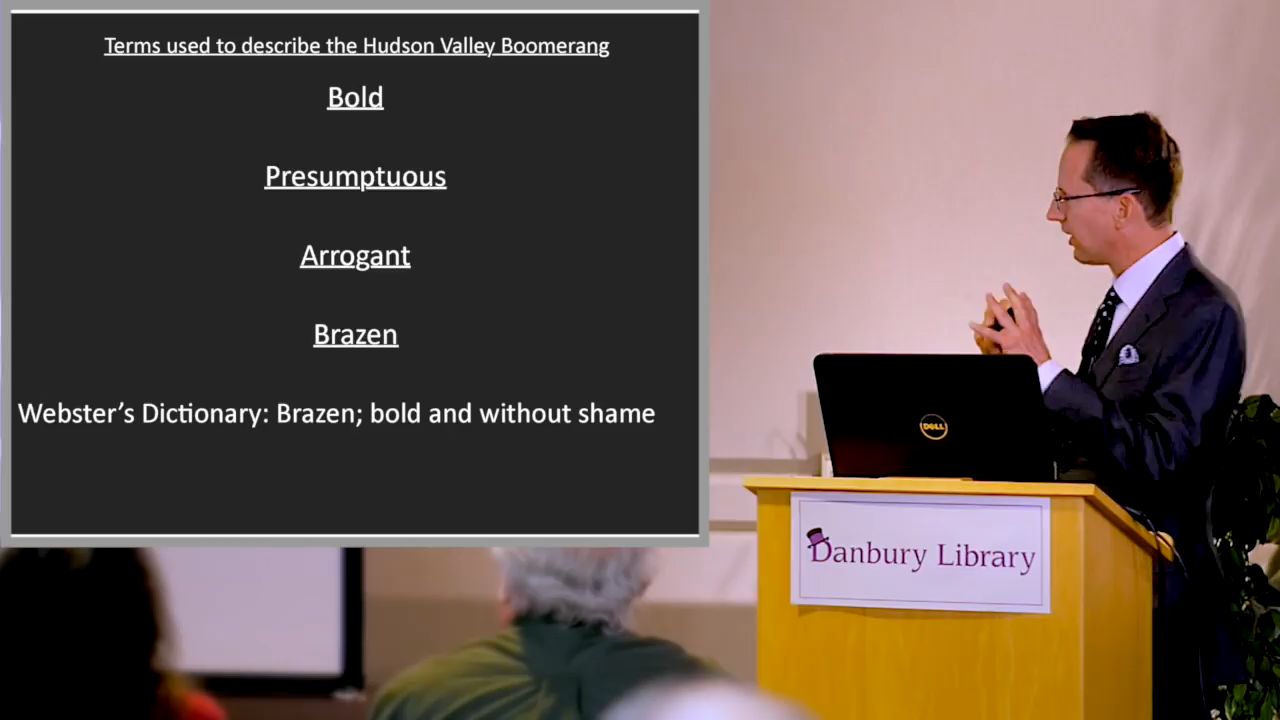 Terms used to describe the Hudson Valley Boomerang
Bold
Presumptuous
Arrogant
Brazen
Webster’s Dictionary: Brazen; bold and without shame
DELL
Danbury Library